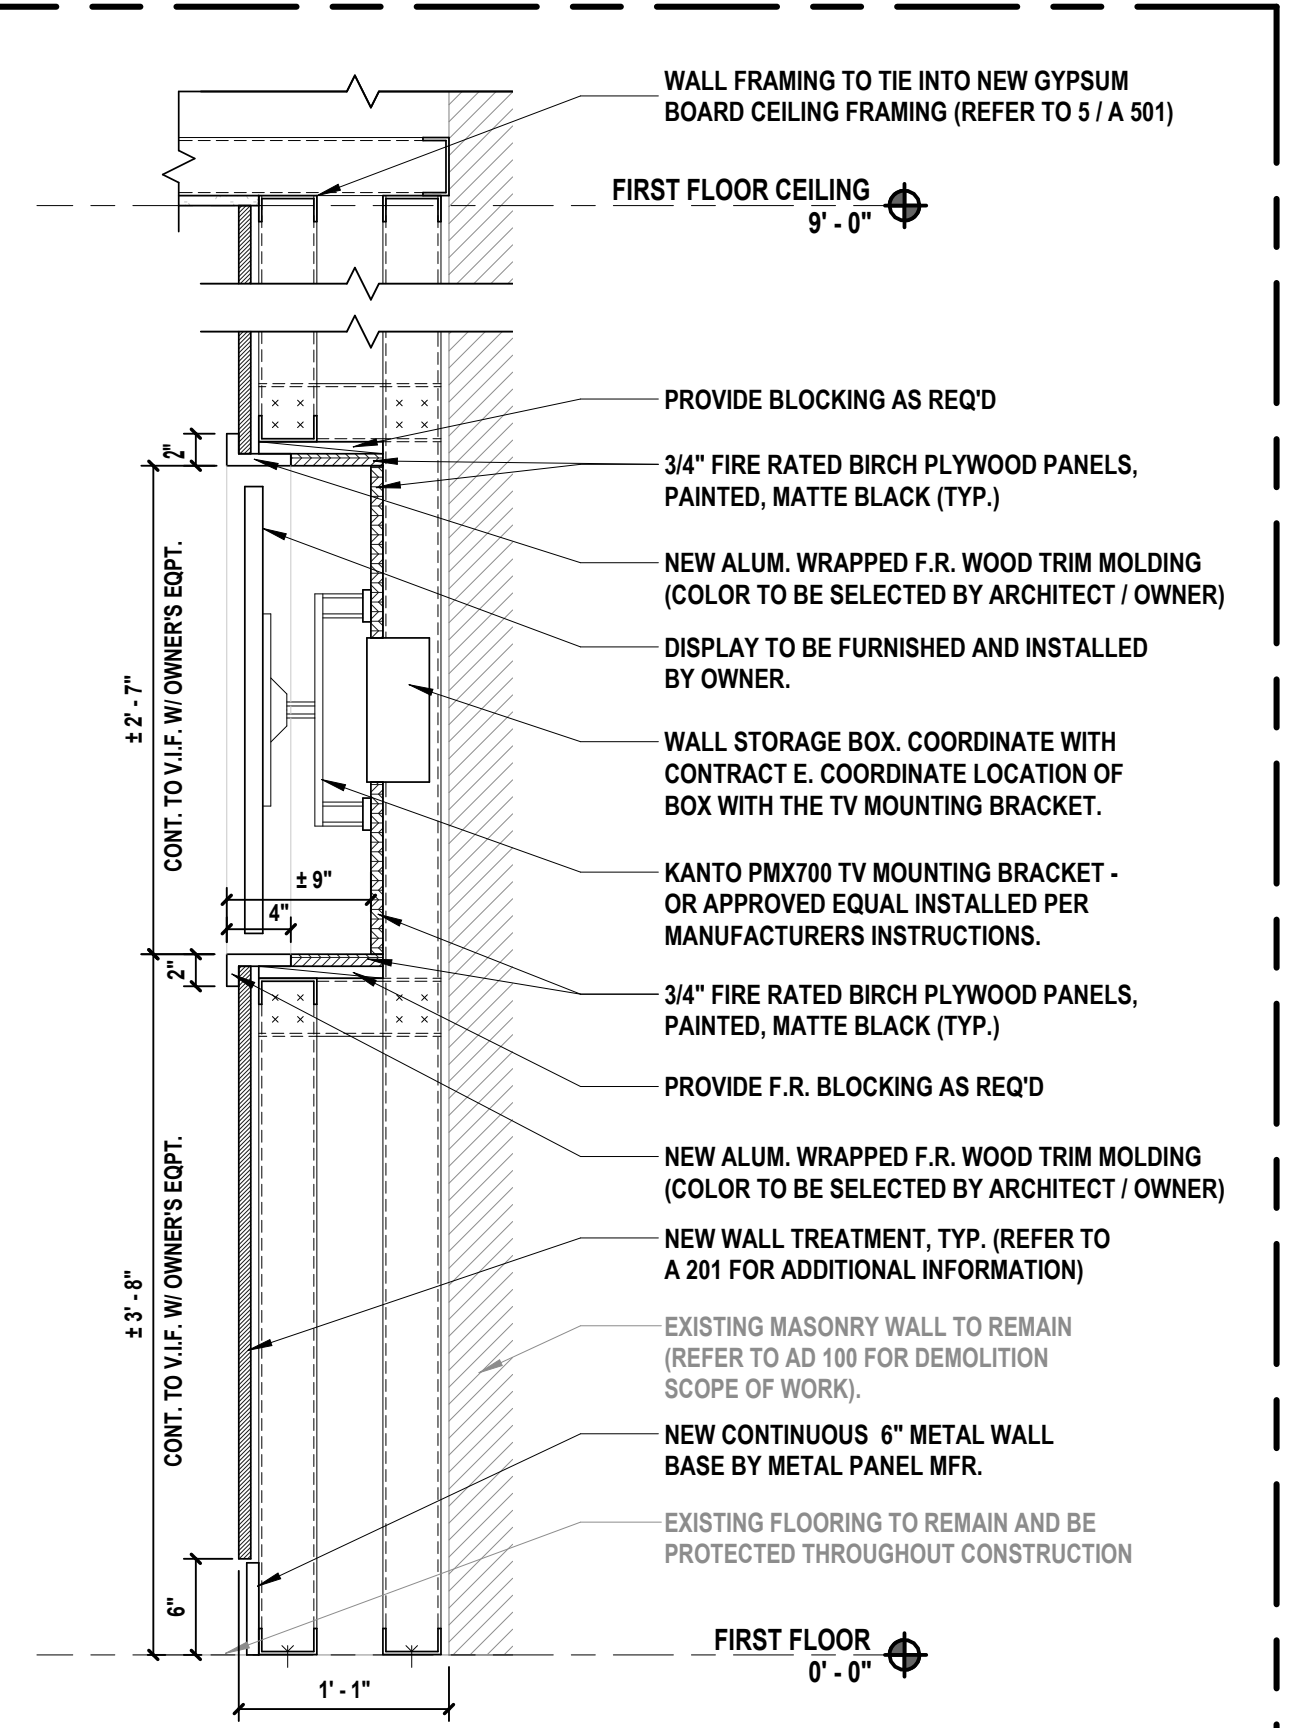 WALL FRAMING TO TIE INTO NEW GYPSUM
BOARD CEILING FRAMING (REFER TO 5 / A 501)
FIRST FLOOR CEILING
9' - 0"
PROVIDE BLOCKING AS REQ'D
2"
3/4" FIRE RATED BIRCH PLYWOOD PANELS,
PAINTED, MATTE BLACK (TYP.)
NEW ALUM. WRAPPED F.R. WOOD TRIM MOLDING
(COLOR TO BE SELECTED BY ARCHITECT / OWNER)
DISPLAY TO BE FURNISHED AND INSTALLED
BY OWNER.
± 2' - 7"
CONT. TO V.I.F. W/ OWNER'S EQPT.
WALL STORAGE BOX. COORDINATE WITH
CONTRACT E. COORDINATE LOCATION OF
BOX WITH THE TV MOUNTING BRACKET.
± 9"
4"
KANTO PMX700 TV MOUNTING BRACKET -
OR APPROVED EQUAL INSTALLED PER
MANUFACTURERS INSTRUCTIONS.
2"
3/4" FIRE RATED BIRCH PLYWOOD PANELS,
PAINTED, MATTE BLACK (TYP.)
PROVIDE F.R. BLOCKING AS REQ'D
NEW ALUM. WRAPPED F.R. WOOD TRIM MOLDING
(COLOR TO BE SELECTED BY ARCHITECT / OWNER)
NEW WALL TREATMENT, TYP. (REFER TO
A 201 FOR ADDITIONAL INFORMATION)
± 3' - 8"
CONT. TO V.I.F. W/ OWNER'S EQPT.
EXISTING MASONRY WALL TO REMAIN
(REFER TO AD 100 FOR DEMOLITION
SCOPE OF WORK).
NEW CONTINUOUS 6" METAL WALL
BASE BY METAL PANEL MFR.
EXISTING FLOORING TO REMAIN AND BE
PROTECTED THROUGHOUT CONSTRUCTION
6"
FIRST FLOOR
0' - 0"
1' - 1"